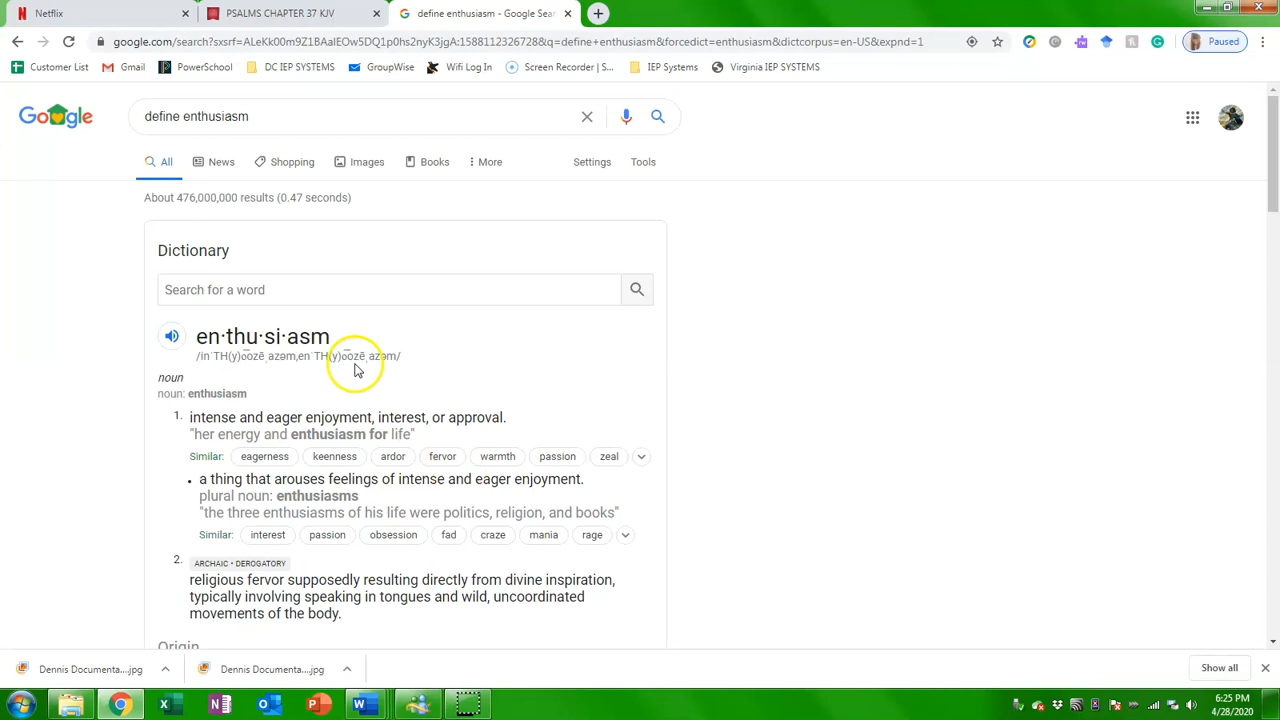 Netflix
PSALMS CHAPTER 37 KJV
define enthusiasm - Google Sea
google.com/search?sxsrf=
q=define+enthusiasm&forcedict=enthusiasm&dictcorpus=en-US&expnd=1
Paused
Customer List
Gmail
PowerSchool
DC IEP SYSTEMS
GroupWise
Wifi Log In
Screen Recorder | S...
IEP Systems
Virginia IEP SYSTEMS
Google
define enthusiasm
All
News
Shopping
Images
Books
More
Settings
Tools
About 476,000,000 results (0.47 seconds)
Dictionary
Search for a word
en·thu·si·asm
/inˈTH(y)o͞ozēˌazəm,enˈTH(y)o͞ozēˌazəm/
noun
noun: enthusiasm
1. intense and eager enjoyment, interest, or approval.
"her energy and enthusiasm for life"
Similar: eagerness keenness ardor fervor warmth passion zeal
• a thing that arouses feelings of intense and eager enjoyment.
plural noun: enthusiasms
"the three enthusiasms of his life were politics, religion, and books"
Similar: interest passion obsession fad craze mania rage
2. ARCHAIC • DEROGATORY
religious fervor supposedly resulting directly from divine inspiration,
typically involving speaking in tongues and wild, uncoordinated
movements of the body.
Origin
Dennis Documenta....jpg
Dennis Documenta....jpg
Show all
6:25 PM
4/28/2020